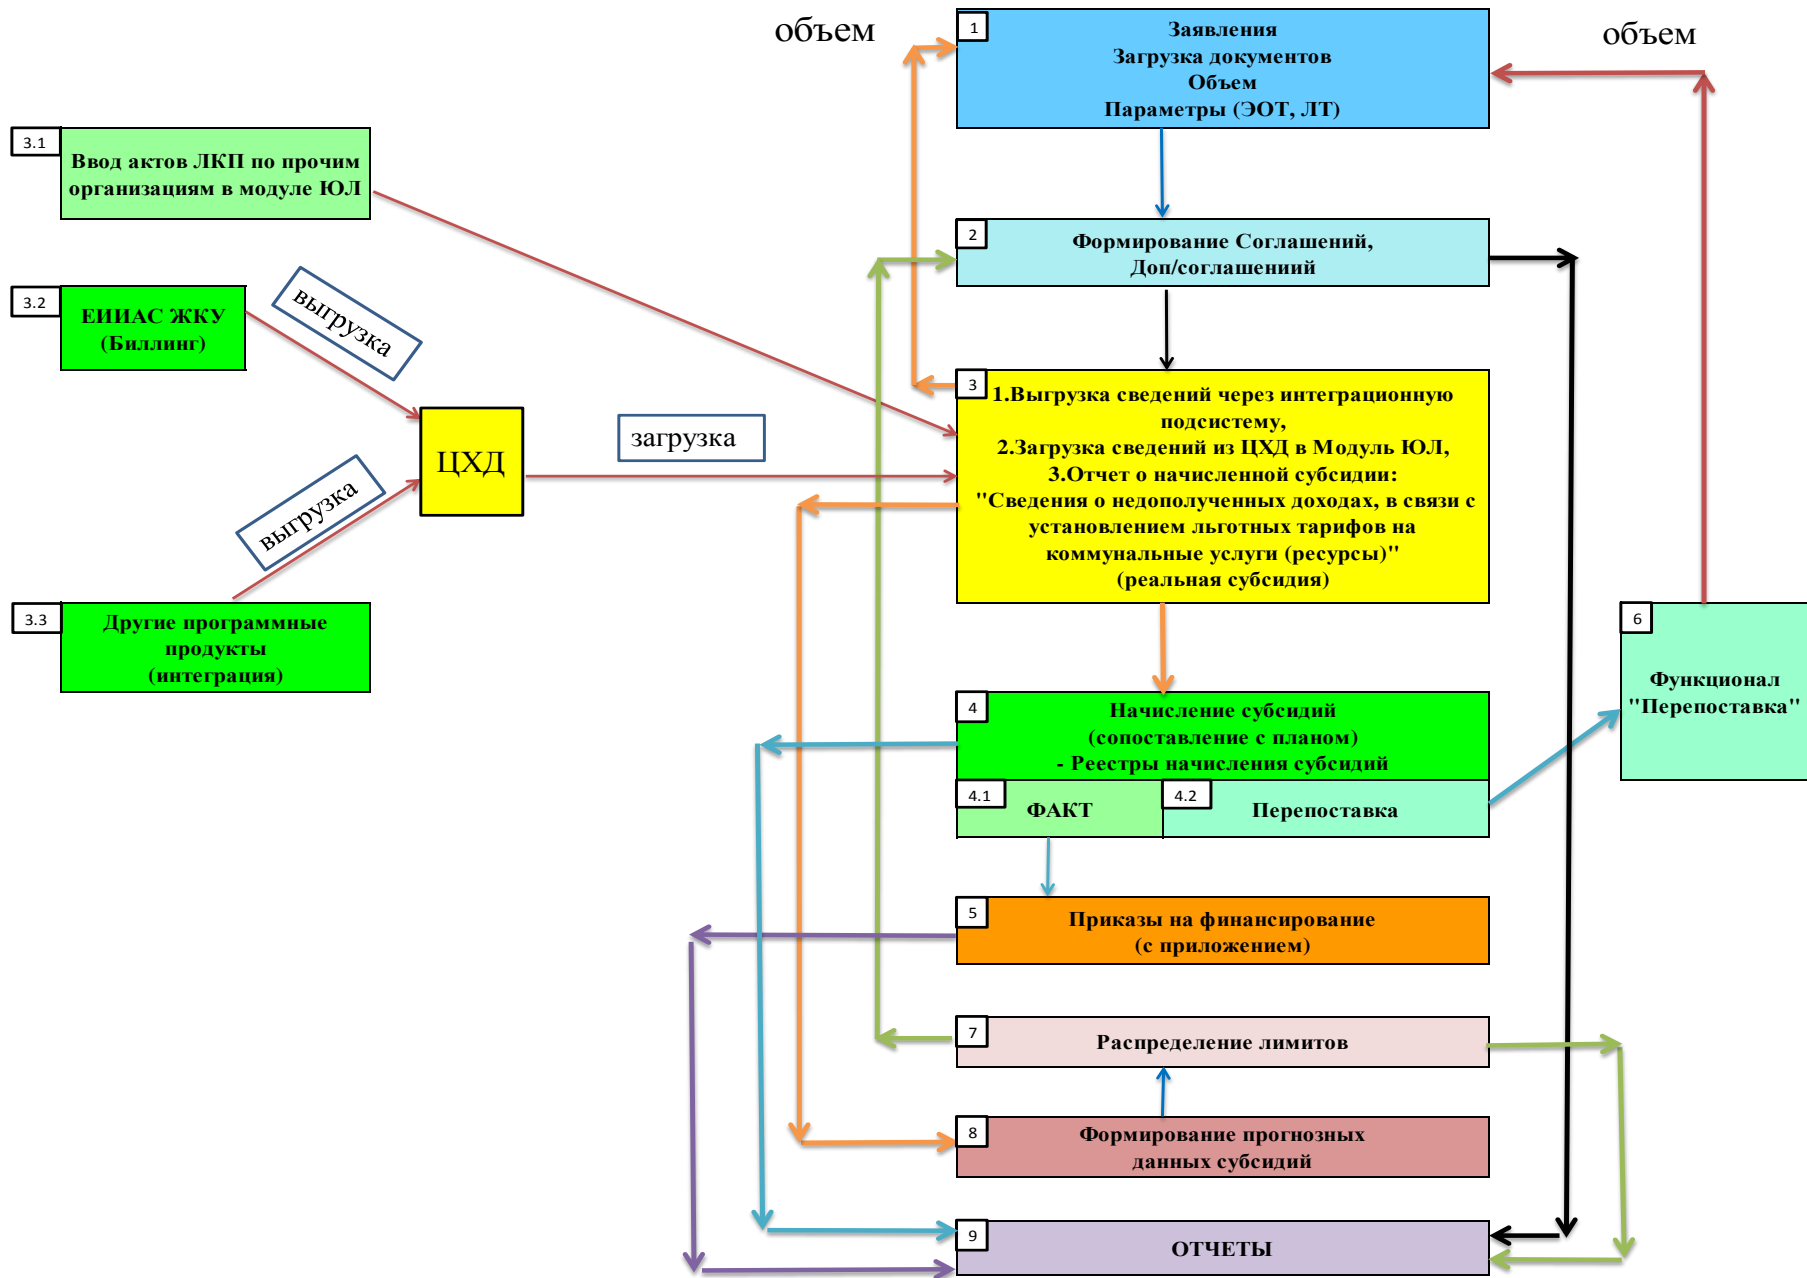 объем
1
Заявления
Загрузка документов
Объем
Параметры (ЭОТ, ЛТ)
объем
3.1
Ввод актов ЛКП по прочим
организациям в модуле ЮЛ
2
Формирование Соглашений,
Доп/соглашениий
3.2
ЕИИАС ЖКУ
(Биллинг)
выгрузка
ЦХД
загрузка
выгрузка
3.3
Другие программные
продукты
(интеграция)
3
1.Выгрузка сведений через интеграционную
подсистему,
2.Загрузка сведений из ЦХД в Модуль ЮЛ,
3.Отчет о начисленной субсидии:
"Сведения о недополученных доходах, в связи с
установлением льготных тарифов на
коммунальные услуги (ресурсы)"
(реальная субсидия)
6
Функционал
"Перепоставка"
4
Начисление субсидий
(сопоставление с планом)
- Реестры начисления субсидий
4.1
ФАКТ
4.2
Перепоставка
5
Приказы на финансирование
(с приложением)
7
Распределение лимитов
8
Формирование прогнозных
данных субсидий
9
ОТЧЕТЫ